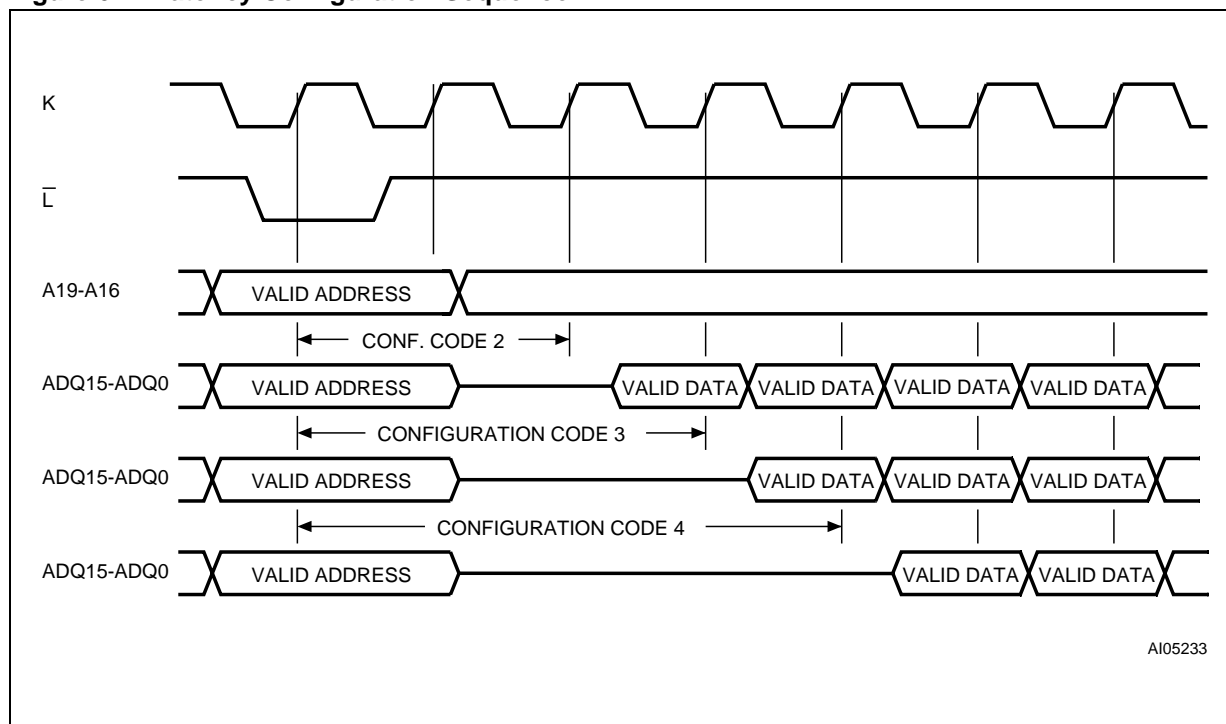 K
L
A19-A16
VALID ADDRESS
CONF. CODE 2
ADQ15-ADQ0
VALID ADDRESS
VALID DATA
VALID DATA
VALID DATA
VALID DATA
CONFIGURATION CODE 3
ADQ15-ADQ0
VALID ADDRESS
VALID DATA
VALID DATA
VALID DATA
CONFIGURATION CODE 4
ADQ15-ADQ0
VALID ADDRESS
VALID DATA
VALID DATA
AI05233